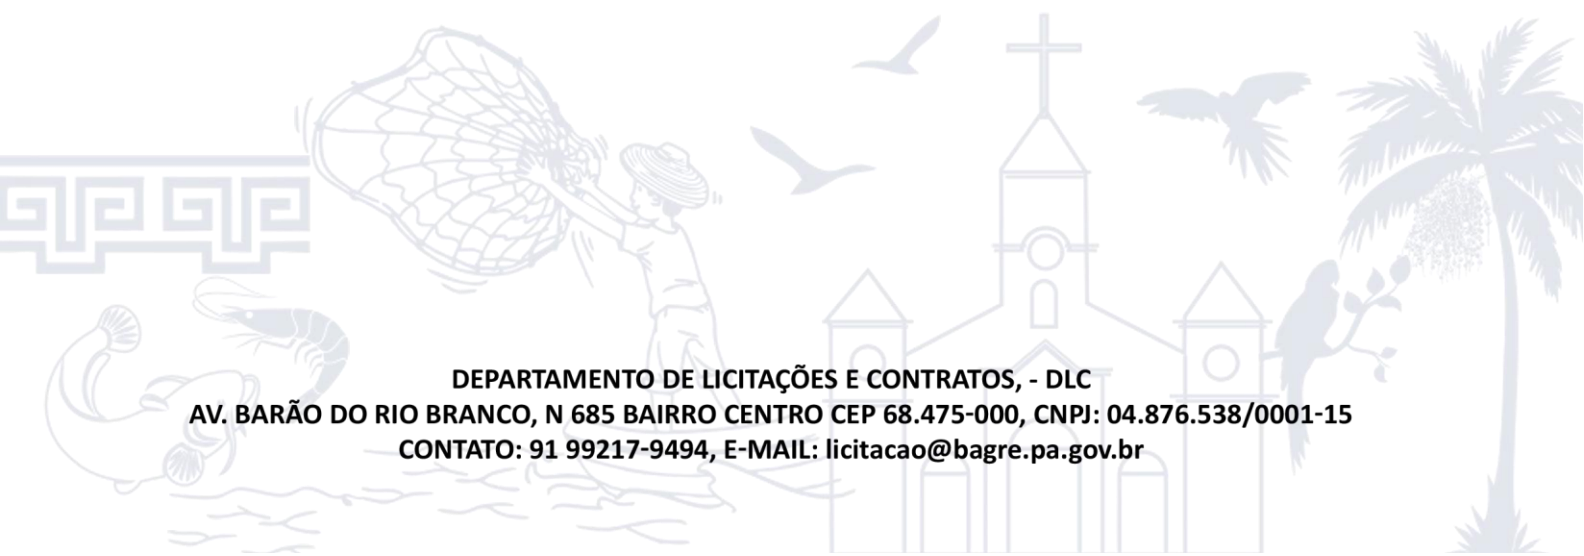 DEPARTAMENTO DE LICITAÇÕES E CONTRATOS, - DLC
AV. BARÃO DO RIO BRANCO, N 685 BAIRRO CENTRO CEP 68.475-000, CNPJ: 04.876.538/0001-15
CONTATO: 91 99217-9494, E-MAIL: licitacao@bagre.pa.gov.br